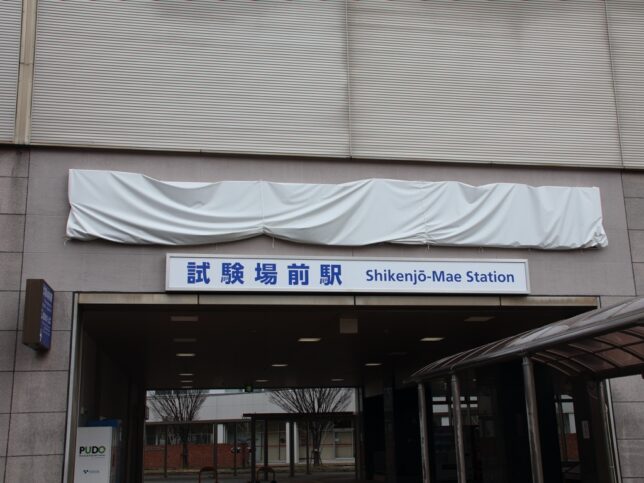 試験場前駅 Shikenjō-Mae Station
PUDO